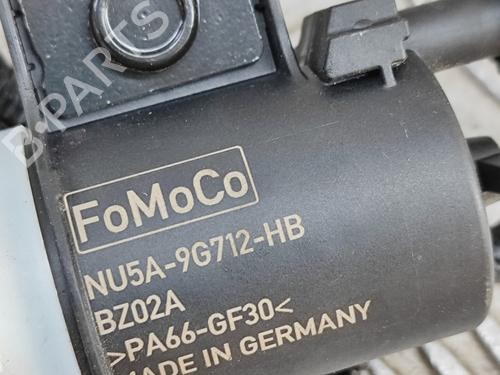 B-PARTS
FoMoCo
NU5A-9G712-HB
BZ02A
>PA66-GF30<
MADE IN GERMANY